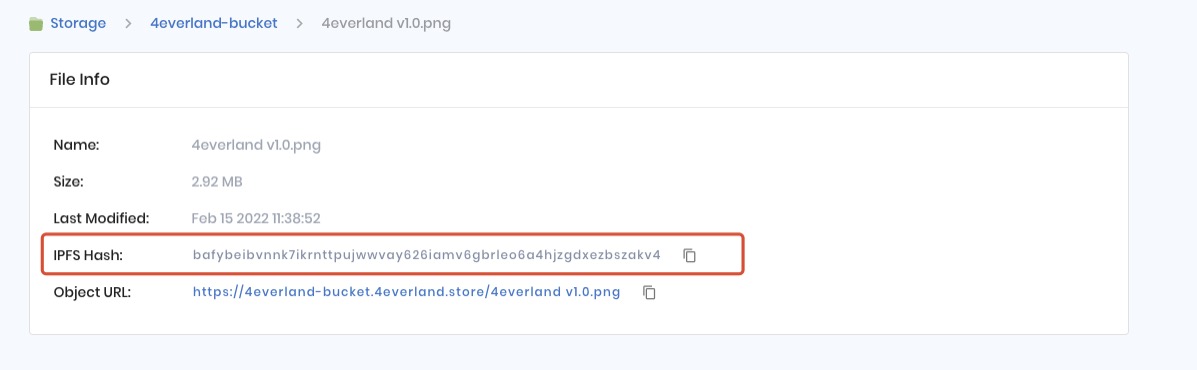 Storage > 4everland-bucket > 4everland v1.0.png
File Info
Name: 4everland v1.0.png
Size: 2.92 MB
Last Modified: Feb 15 2022 11:38:52
IPFS Hash: bafybeibvnnk7ikrnttpujwwvay626iamv6gbrleo6a4hjzgdxezbszakv4
Object URL: https://4everland-bucket.4everland.store/4everland v1.0.png